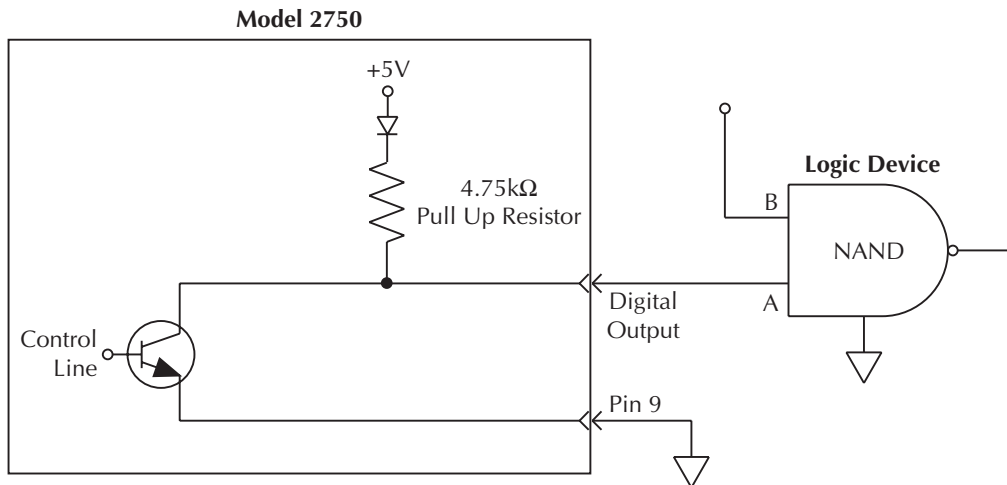 Model 2750
+5V
4.75kΩ
Pull Up Resistor
Logic Device
B
NAND
A
Digital
Output
Control
Line
Pin 9